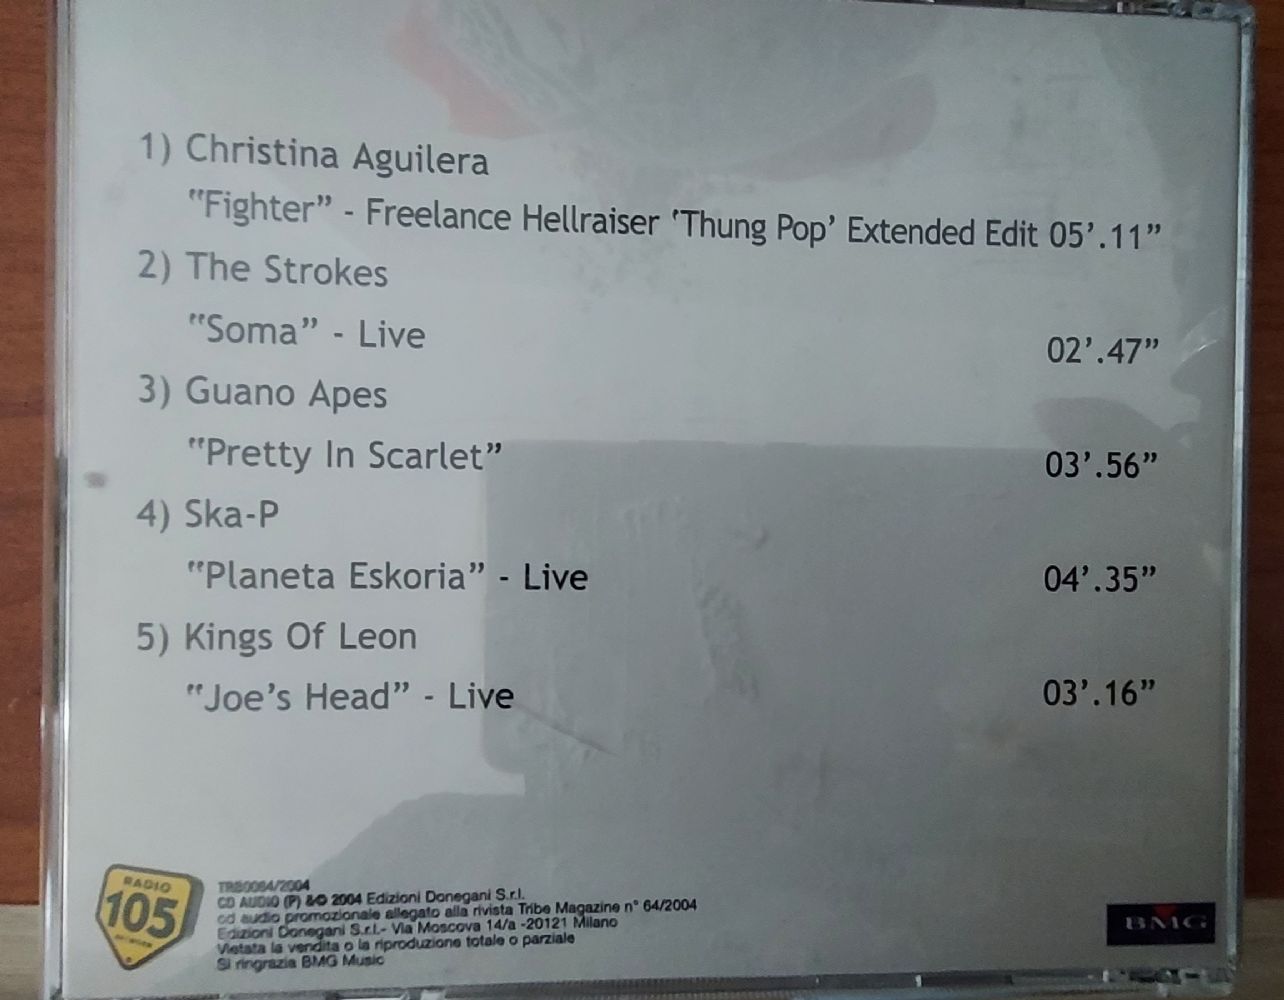 1) Christina Aguilera
"Fighter" - Freelance Hellraiser 'Thung Pop' Extended Edit 05'.11"
2) The Strokes
"Soma" - Live 02'.47"
3) Guano Apes
"Pretty In Scarlet" 03'.56"
4) Ska-P
"Planeta Eskoria" - Live 04'.35"
5) Kings Of Leon
"Joe's Head" - Live 03'.16"
RADIO
105
TRB0064/2004
CD AUDIO (P) &© 2004 Edizioni Donegani S.r.l.
cd audio promozionale allegato alla rivista Tribe Magazine n° 64/2004
Edizioni Donegani S.r.l.- Via Moscova 14/a -20121 Milano
Vietata la vendita o la riproduzione totale o parziale
Si ringrazia BMG Music
BMG